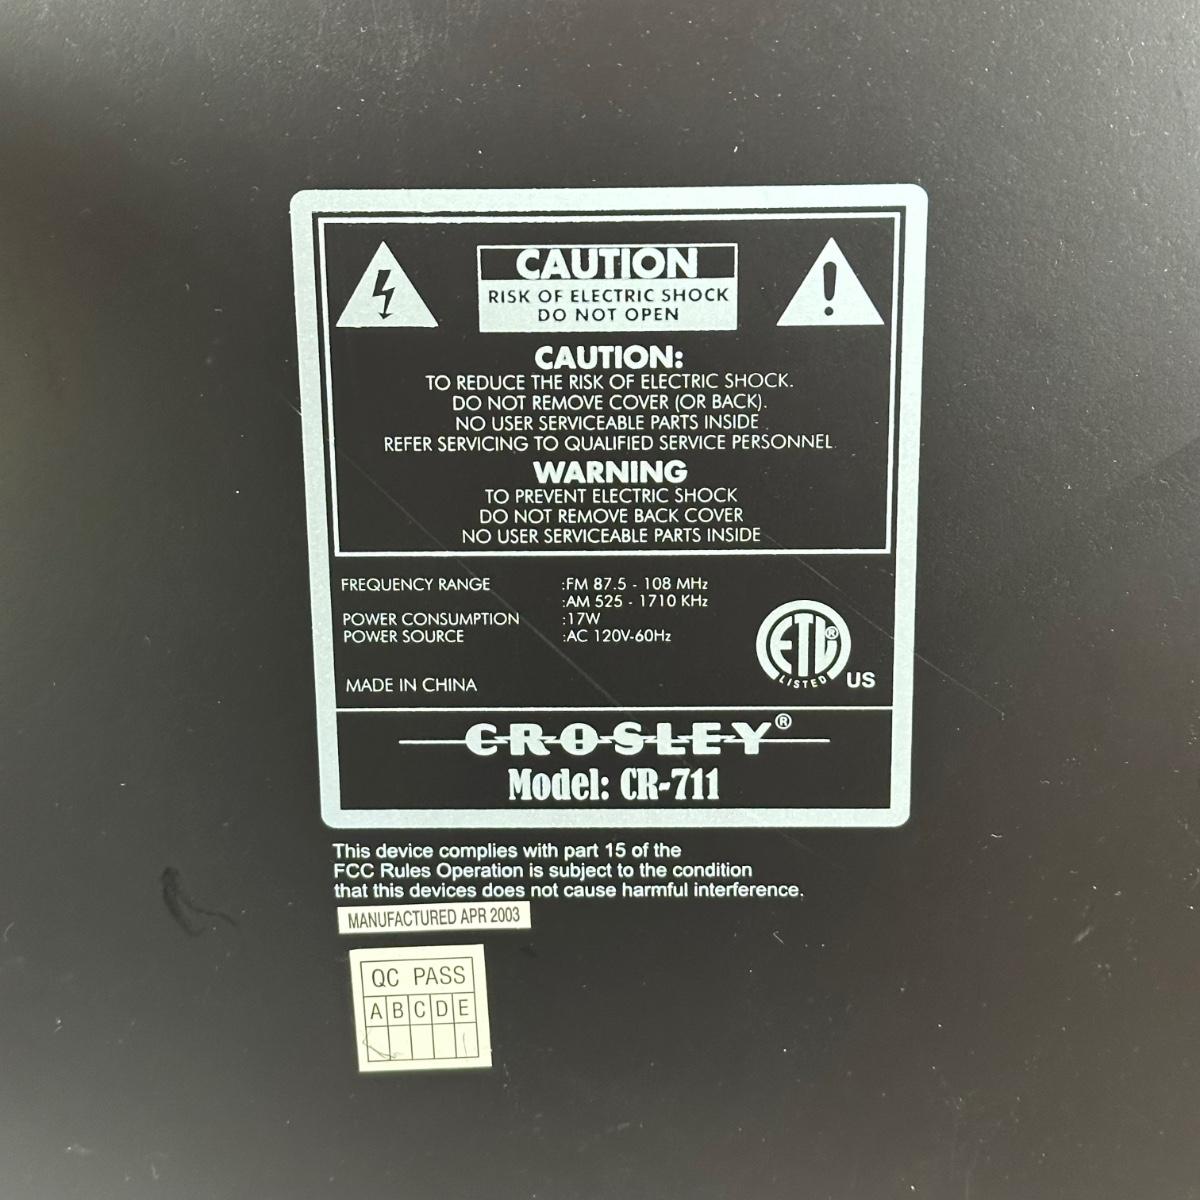 CAUTION
RISK OF ELECTRIC SHOCK
DO NOT OPEN
CAUTION:
TO REDUCE THE RISK OF ELECTRIC SHOCK.
DO NOT REMOVE COVER (OR BACK).
NO USER SERVICEABLE PARTS INSIDE.
REFER SERVICING TO QUALIFIED SERVICE PERSONNEL.
WARNING
TO PREVENT ELECTRIC SHOCK
DO NOT REMOVE BACK COVER
NO USER SERVICEABLE PARTS INSIDE
FREQUENCY RANGE :FM 87.5 - 108 MHz
:AM 525 - 1710 KHz
POWER CONSUMPTION :17W
POWER SOURCE :AC 120V-60Hz
ETL®
LISTED US
MADE IN CHINA
CROSLEY®
Model: CR-711
This device complies with part 15 of the
FCC Rules Operation is subject to the condition
that this devices does not cause harmful interference.
MANUFACTURED APR 2003
QC PASS
A B C D E